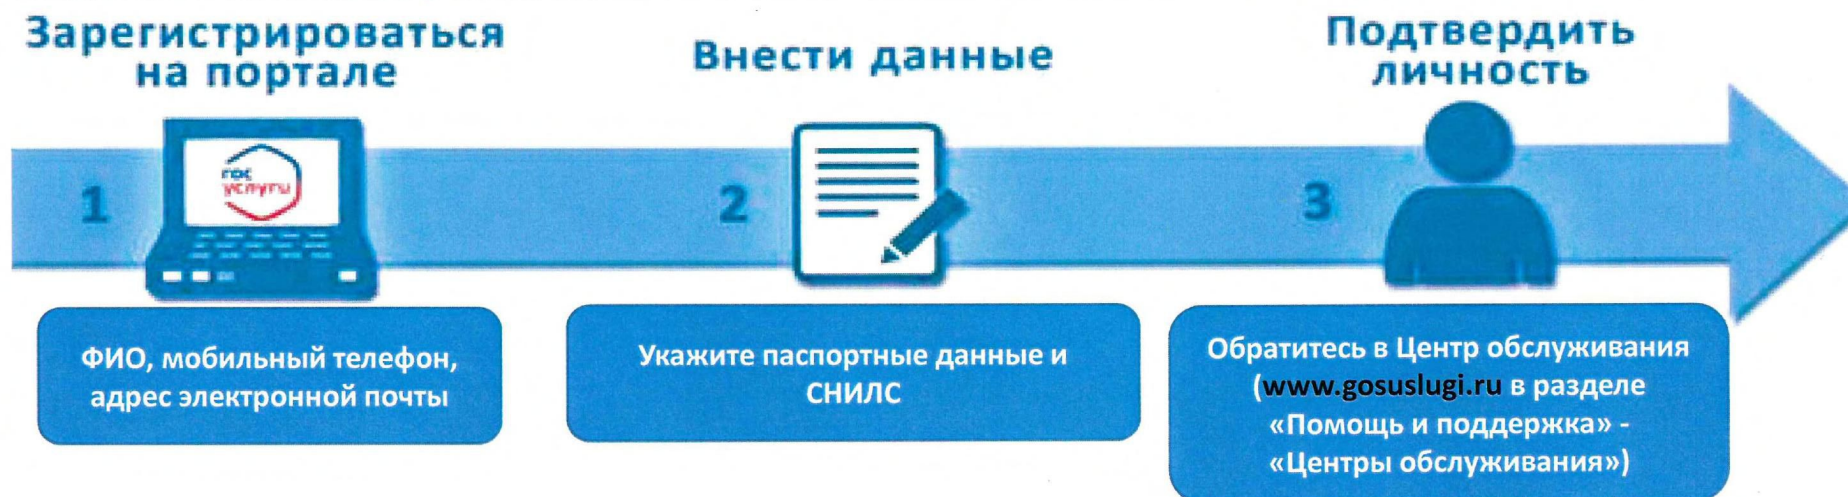 Зарегистрироваться
на портале
Внести данные
Подтвердить
личность
1
гос
услуги
2
3
ФИО, мобильный телефон,
адрес электронной почты
Укажите паспортные данные и
СНИЛС
Обратитесь в Центр обслуживания
(www.gosuslugi.ru в разделе
«Помощь и поддержка» -
«Центры обслуживания»)